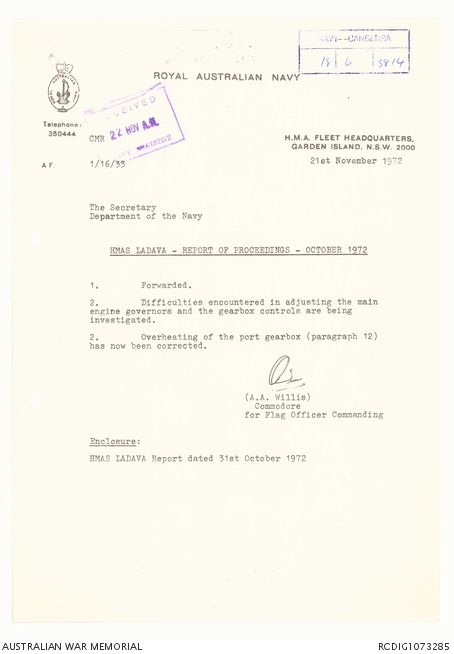 NAVY—CANBERRA
18 6 3814
ROYAL AUSTRALIAN NAVY
RECEIVED
22 NOV A.M.
Telephone:
380444
CMR
H.M.A. FLEET HEADQUARTERS,
GARDEN ISLAND, N.S.W. 2000
A F 1/16/33
21st November 1972
The Secretary
Department of the Navy
HMAS LADAVA - REPORT OF PROCEEDINGS - OCTOBER 1972
1. Forwarded.
2. Difficulties encountered in adjusting the main
engine governors and the gearbox controls are being
investigated.
2. Overheating of the port gearbox (paragraph 12)
has now been corrected.
(A.A. Willis)
Commodore
for Flag Officer Commanding
Enclosure:
HMAS LADAVA Report dated 31st October 1972
AUSTRALIAN WAR MEMORIAL
RCDIG1073285